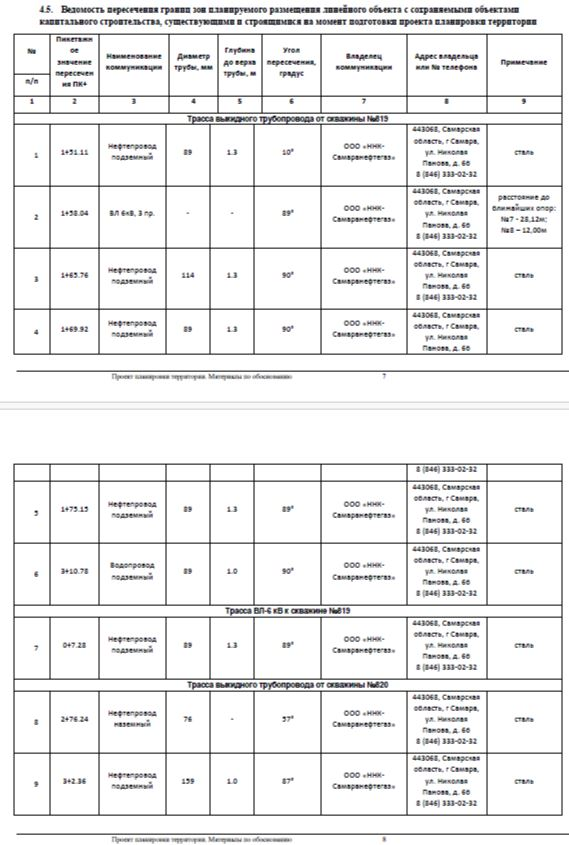 4.5. Ведомость пересечения границ зон планируемого размещения линейного объекта с сохраняемыми объектами
капитального строительства, существующими и строящимися на момент подготовки проекта планировки территории
№ п/п | Пикетажное значение пересечения ПК+ | Наименование коммуникации | Диаметр трубы, мм | Глубина до верха трубы, м | Угол пересечения, градус | Владелец коммуникации | Адрес владельца или № телефона | Примечание
1 | 2 | 3 | 4 | 5 | 6 | 7 | 8 | 9
Трасса выкидного трубопровода от скважины №819
1 | 1+51.11 | Нефтепровод подземный | 89 | 1.3 | 10° | ООО «ННК-Самаранефтегаз» | 443068, Самарская область, г Самара, ул. Николая Панова, д. 6б 8 (846) 333-02-32 | сталь
2 | 1+58.04 | ВЛ 6кВ, 3 пр. | - | - | 89° | ООО «ННК-Самаранефтегаз» | 443068, Самарская область, г Самара, ул. Николая Панова, д. 6б 8 (846) 333-02-32 | расстояние до ближайших опор: №7 - 28,12м; №8 – 12,00м
3 | 1+65.76 | Нефтепровод подземный | 114 | 1.3 | 90° | ООО «ННК-Самаранефтегаз» | 443068, Самарская область, г Самара, ул. Николая Панова, д. 6б 8 (846) 333-02-32 | сталь
4 | 1+69.92 | Нефтепровод подземный | 89 | 1.3 | 90° | ООО «ННК-Самаранефтегаз» | 443068, Самарская область, г Самара, ул. Николая Панова, д. 6б | сталь
Проект планировки территории. Материалы по обоснованию 7
8 (846) 333-02-32
5 | 1+75.15 | Нефтепровод подземный | 89 | 1.3 | 89° | ООО «ННК-Самаранефтегаз» | 443068, Самарская область, г Самара, ул. Николая Панова, д. 6б 8 (846) 333-02-32 | сталь
6 | 3+10.78 | Водопровод подземный | 89 | 1.0 | 90° | ООО «ННК-Самаранефтегаз» | 443068, Самарская область, г Самара, ул. Николая Панова, д. 6б 8 (846) 333-02-32 | сталь
Трасса ВЛ-6 кВ к скважине №819
7 | 0+7.28 | Нефтепровод подземный | 89 | 1.3 | 89° | ООО «ННК-Самаранефтегаз» | 443068, Самарская область, г Самара, ул. Николая Панова, д. 6б 8 (846) 333-02-32 | сталь
Трасса выкидного трубопровода от скважины №820
8 | 2+76.24 | Нефтепровод наземный | 76 | - | 57° | ООО «ННК-Самаранефтегаз» | 443068, Самарская область, г Самара, ул. Николая Панова, д. 6б 8 (846) 333-02-32 | сталь
9 | 3+2.36 | Нефтепровод подземный | 159 | 1.0 | 87° | ООО «ННК-Самаранефтегаз» | 443068, Самарская область, г Самара, ул. Николая Панова, д. 6б 8 (846) 333-02-32 | сталь
Проект планировки территории. Материалы по обоснованию 8